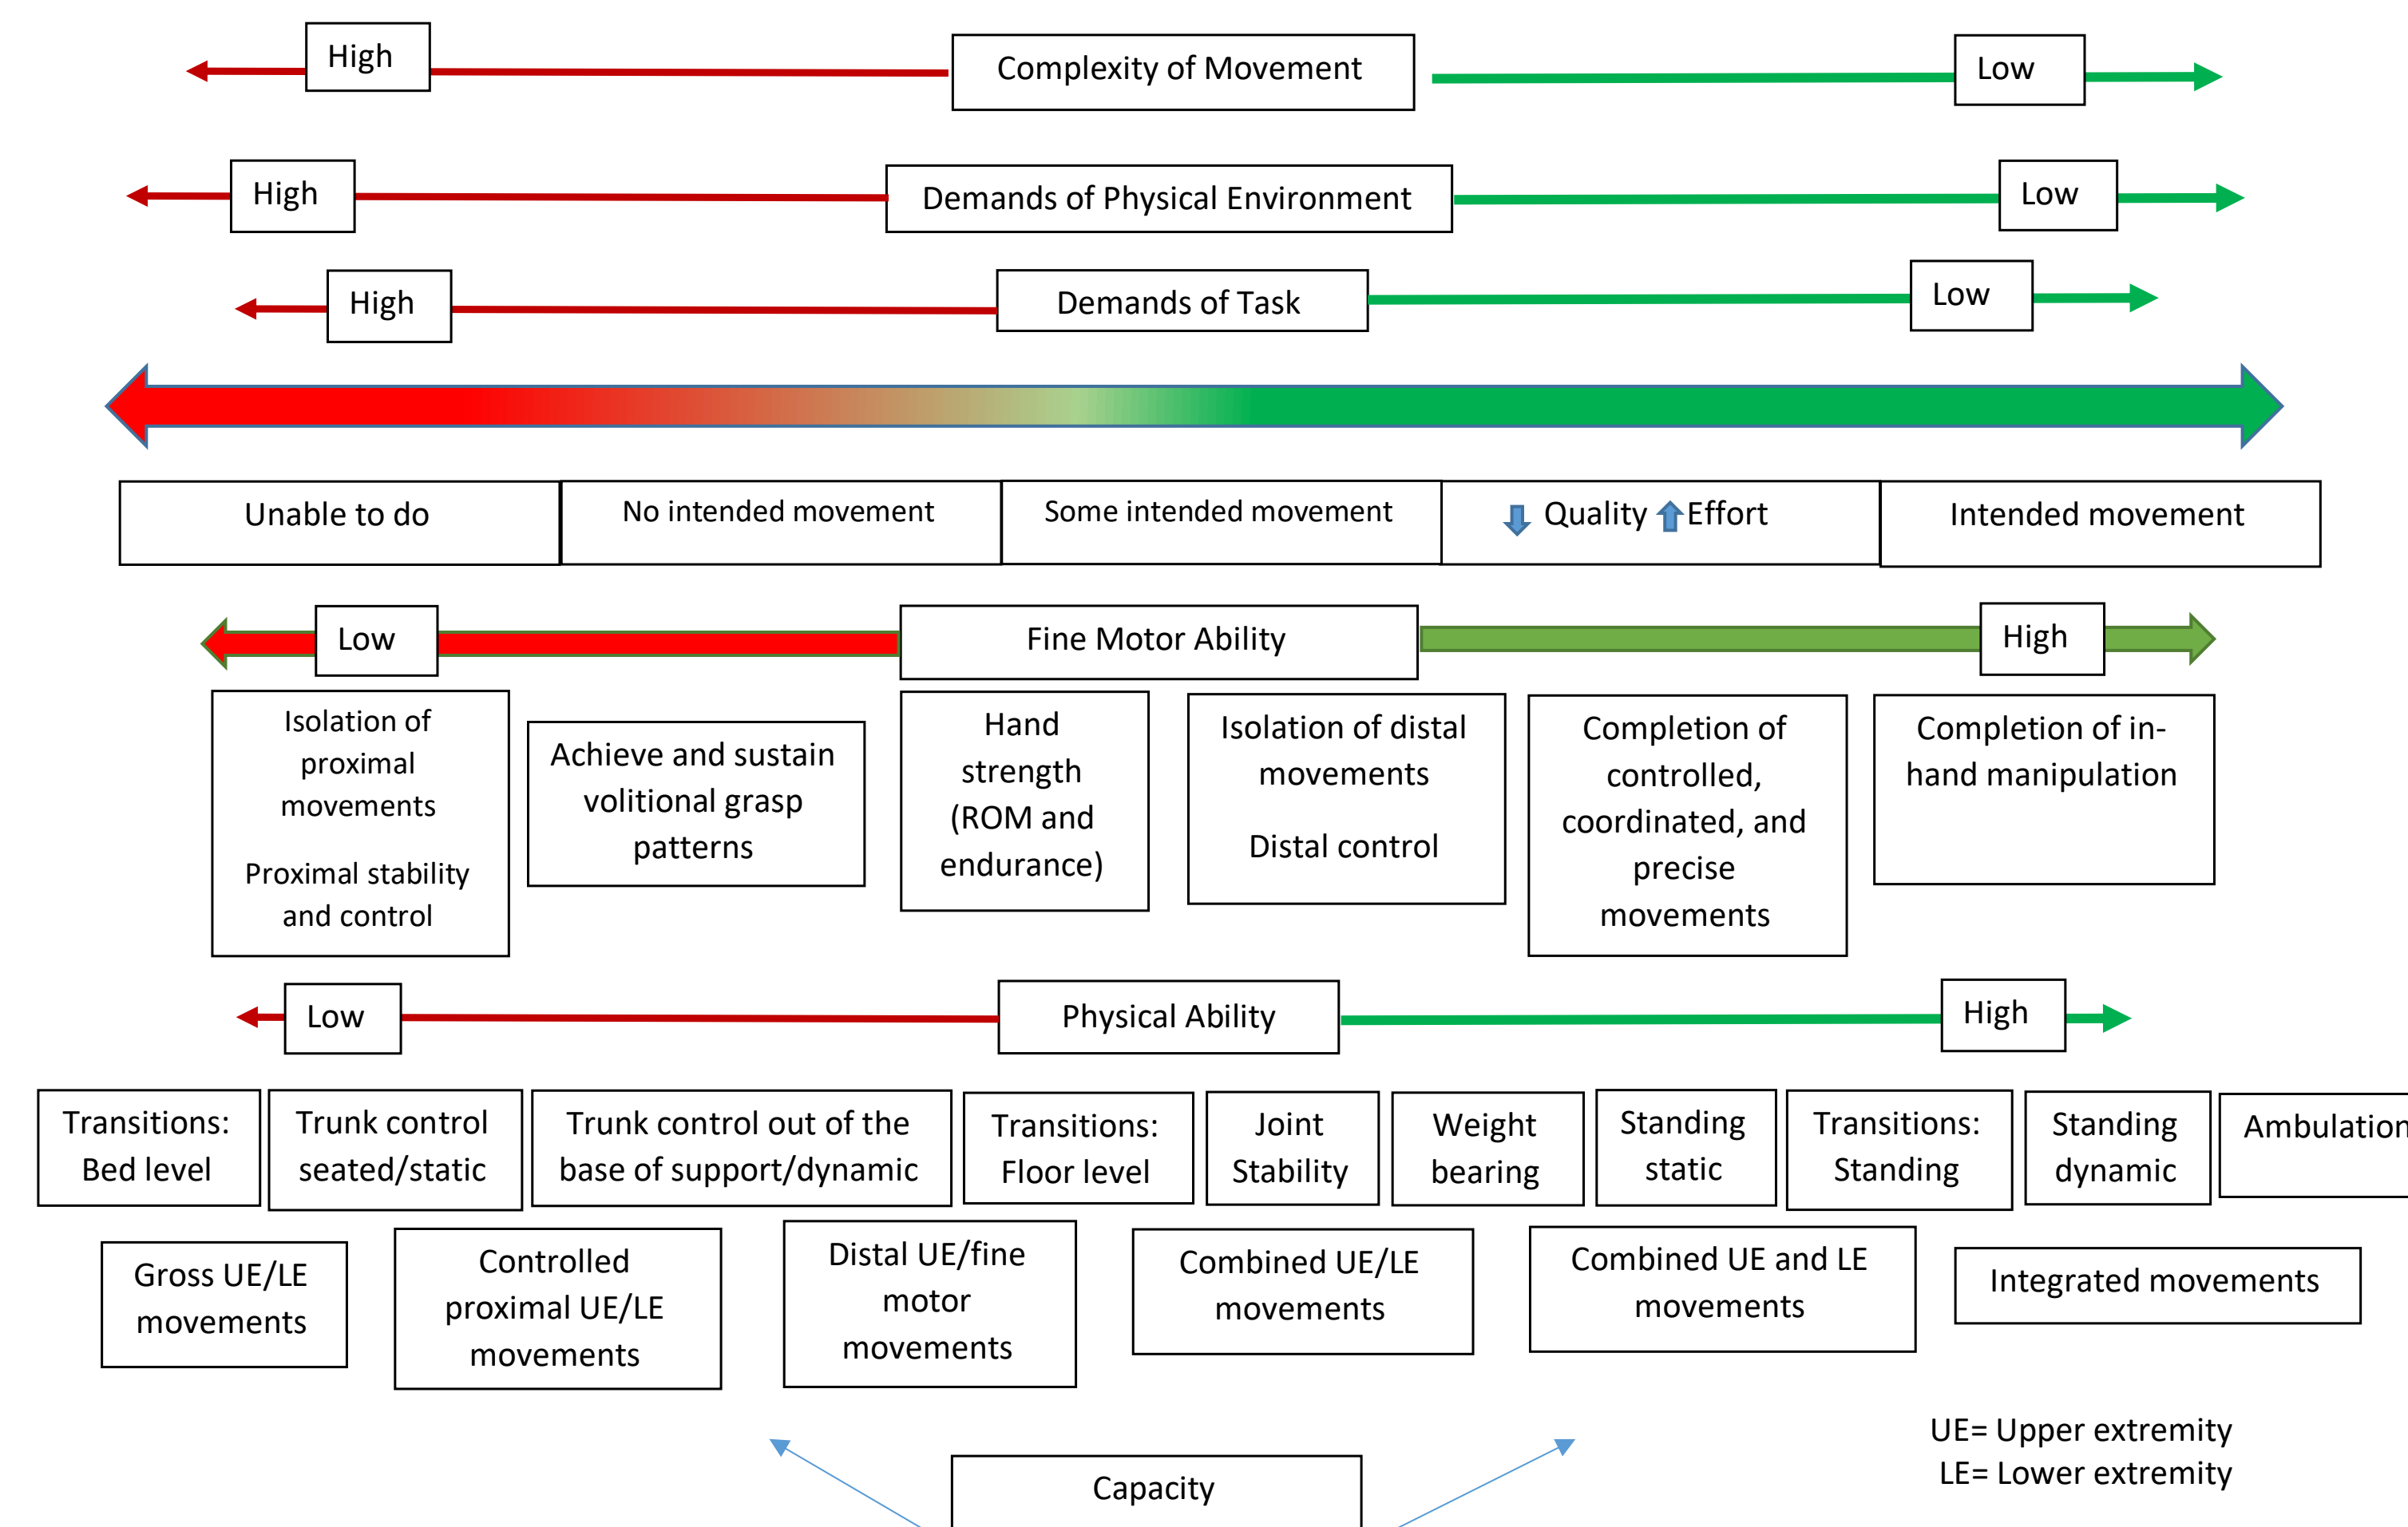 High
Complexity of Movement
Low
High
Demands of Physical Environment
Low
High
Demands of Task
Low
Unable to do
No intended movement
Some intended movement
Quality Effort
Intended movement
Low
Fine Motor Ability
High
Isolation of
proximal
movements
Proximal stability
and control
Achieve and sustain
volitional grasp
patterns
Hand
strength
(ROM and
endurance)
Isolation of distal
movements
Distal control
Completion of
controlled,
coordinated, and
precise
movements
Completion of in-
hand manipulation
Low
Physical Ability
High
Transitions:
Bed level
Trunk control
seated/static
Trunk control out of the
base of support/dynamic
Transitions:
Floor level
Joint
Stability
Weight
bearing
Standing
static
Transitions:
Standing
Standing
dynamic
Ambulation
Gross UE/LE
movements
Controlled
proximal UE/LE
movements
Distal UE/fine
motor
movements
Combined UE/LE
movements
Combined UE and LE
movements
Integrated movements
UE= Upper extremity
LE= Lower extremity
Capacity